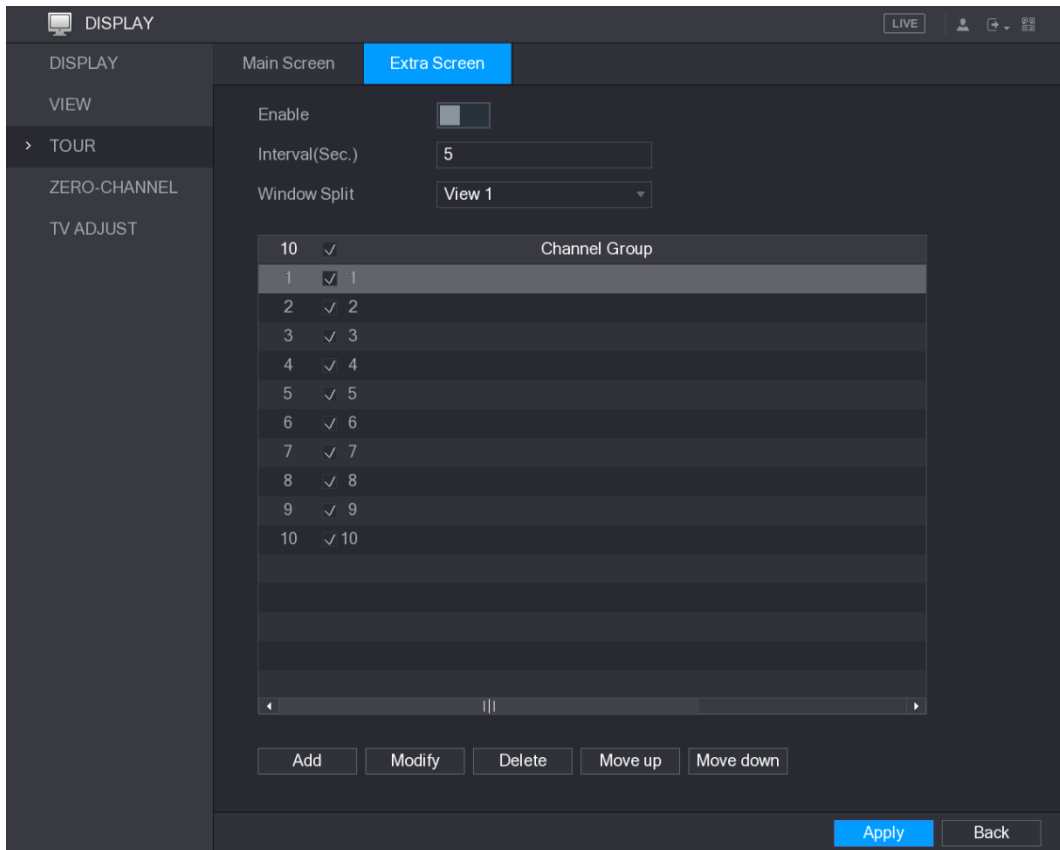 DISPLAY LIVE
DISPLAY
VIEW
TOUR
ZERO-CHANNEL
TV ADJUST
Main Screen Extra Screen
Enable
Interval(Sec.) 5
Window Split View 1
10 Channel Group
1 1
2 2
3 3
4 4
5 5
6 6
7 7
8 8
9 9
10 10
Add Modify Delete Move up Move down
Apply Back